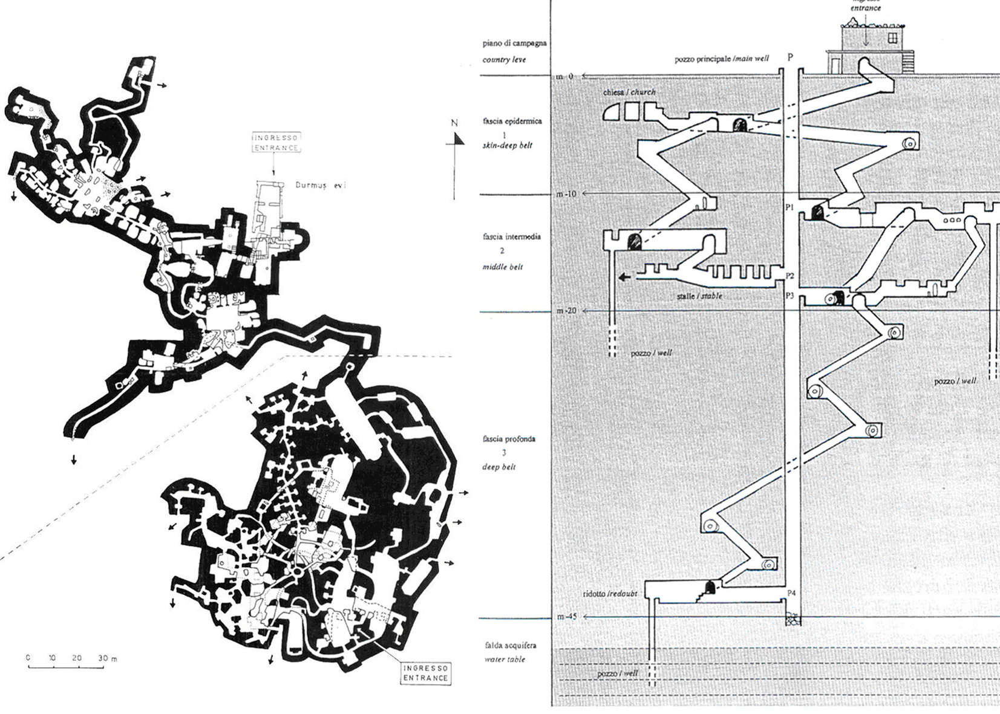 INGRESSO
ENTRANCE
Durmuş evi
N
0 10 20 30 m
INGRESSO
ENTRANCE
entrance
piano di campagna
country leve
pozzo principale /main well
P
m 0
chiesa / church
fascia epidermica
1
skin-deep belt
m -10
P1
fascia intermedia
2
middle belt
P2
stalle / stable
P3
m -20
pozzo / well
pozzo / well
fascia profonda
3
deep belt
ridotto /redoubt
P4
m -45
falda acquifera
water table
pozzo / well